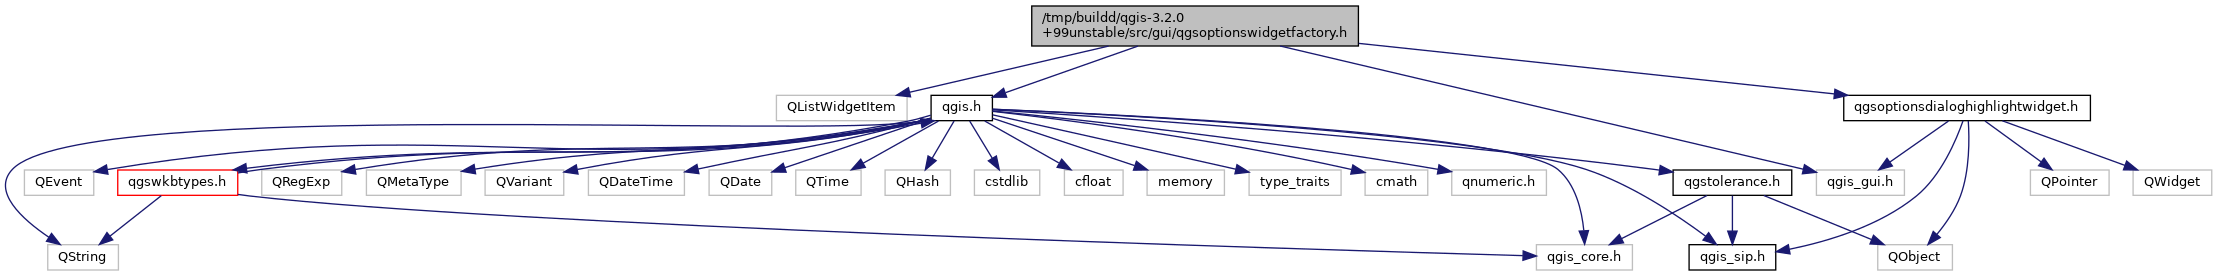 /tmp/buildd/qgis-3.2.0
+99unstable/src/gui/qgsoptionswidgetfactory.h
QListWidgetItem
qgis.h
qgsoptionsdialoghighlightwidget.h
QEvent
qgswkbtypes.h
QRegExp
QMetaType
QVariant
QDateTime
QDate
QTime
QHash
cstdlib
cfloat
memory
type_traits
cmath
qnumeric.h
qgstolerance.h
qgis_gui.h
QPointer
QWidget
QString
qgis_core.h
qgis_sip.h
QObject